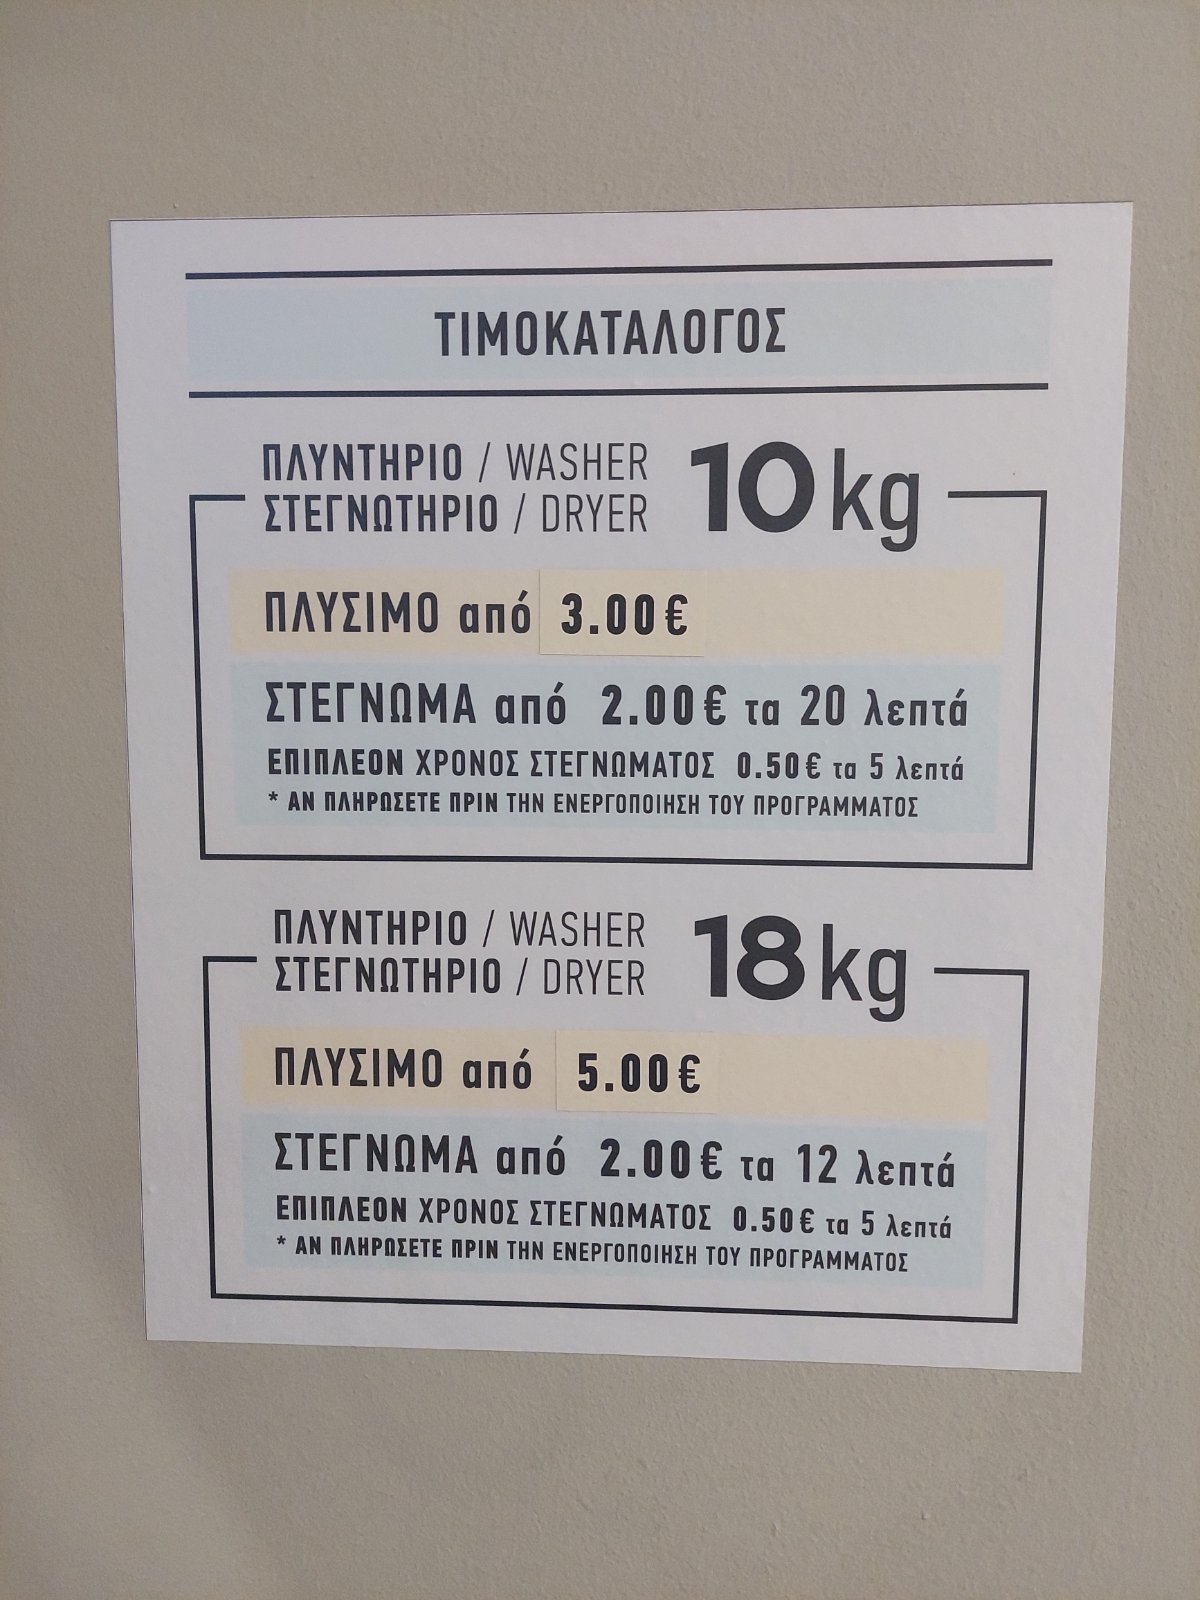 ΤΙΜΟΚΑΤΑΛΟΓΟΣ
ΠΛΥΝΤΗΡΙΟ / WASHER
ΣΤΕΓΝΩΤΗΡΙΟ / DRYER
10kg
ΠΛΥΣΙΜΟ από 3.00€
ΣΤΕΓΝΩΜΑ από 2.00€ τα 20 λεπτά
ΕΠΙΠΛΕΟΝ ΧΡΟΝΟΣ ΣΤΕΓΝΩΜΑΤΟΣ 0.50€ τα 5 λεπτά
* ΑΝ ΠΛΗΡΩΣΕΤΕ ΠΡΙΝ ΤΗΝ ΕΝΕΡΓΟΠΟΙΗΣΗ ΤΟΥ ΠΡΟΓΡΑΜΜΑΤΟΣ
ΠΛΥΝΤΗΡΙΟ / WASHER
ΣΤΕΓΝΩΤΗΡΙΟ / DRYER
18kg
ΠΛΥΣΙΜΟ από 5.00€
ΣΤΕΓΝΩΜΑ από 2.00€ τα 12 λεπτά
ΕΠΙΠΛΕΟΝ ΧΡΟΝΟΣ ΣΤΕΓΝΩΜΑΤΟΣ 0.50€ τα 5 λεπτά
* ΑΝ ΠΛΗΡΩΣΕΤΕ ΠΡΙΝ ΤΗΝ ΕΝΕΡΓΟΠΟΙΗΣΗ ΤΟΥ ΠΡΟΓΡΑΜΜΑΤΟΣ